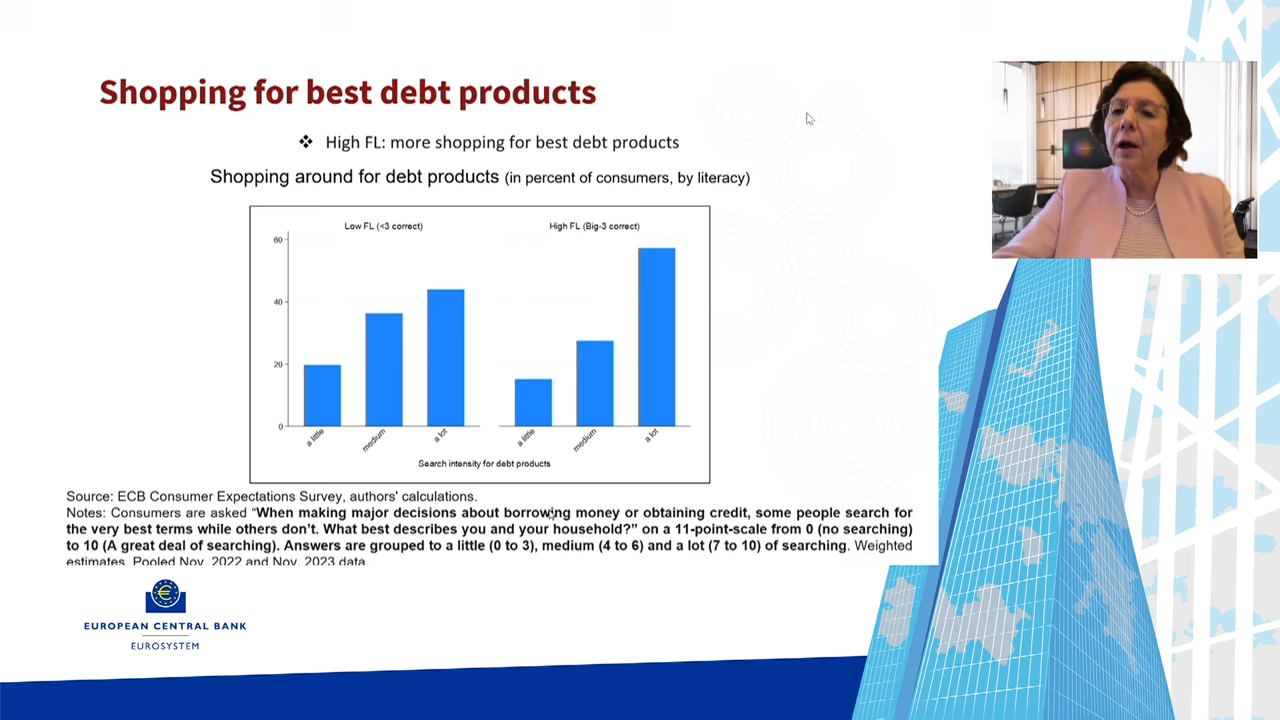 Shopping for best debt products
❖ High FL: more shopping for best debt products
Shopping around for debt products (in percent of consumers, by literacy)
Low FL (<3 correct)
High FL (Big-3 correct)
60
40
20
0
a little
medium
a lot
a little
medium
a lot
Search intensity for debt products
Source: ECB Consumer Expectations Survey, authors' calculations.
Notes: Consumers are asked “When making major decisions about borrowing money or obtaining credit, some people search for
the very best terms while others don't. What best describes you and your household?” on a 11-point-scale from 0 (no searching)
to 10 (A great deal of searching). Answers are grouped to a little (0 to 3), medium (4 to 6) and a lot (7 to 10) of searching. Weighted
estimates. Pooled Nov. 2022 and Nov. 2023 data.
EUROPEAN CENTRAL BANK
EUROSYSTEM